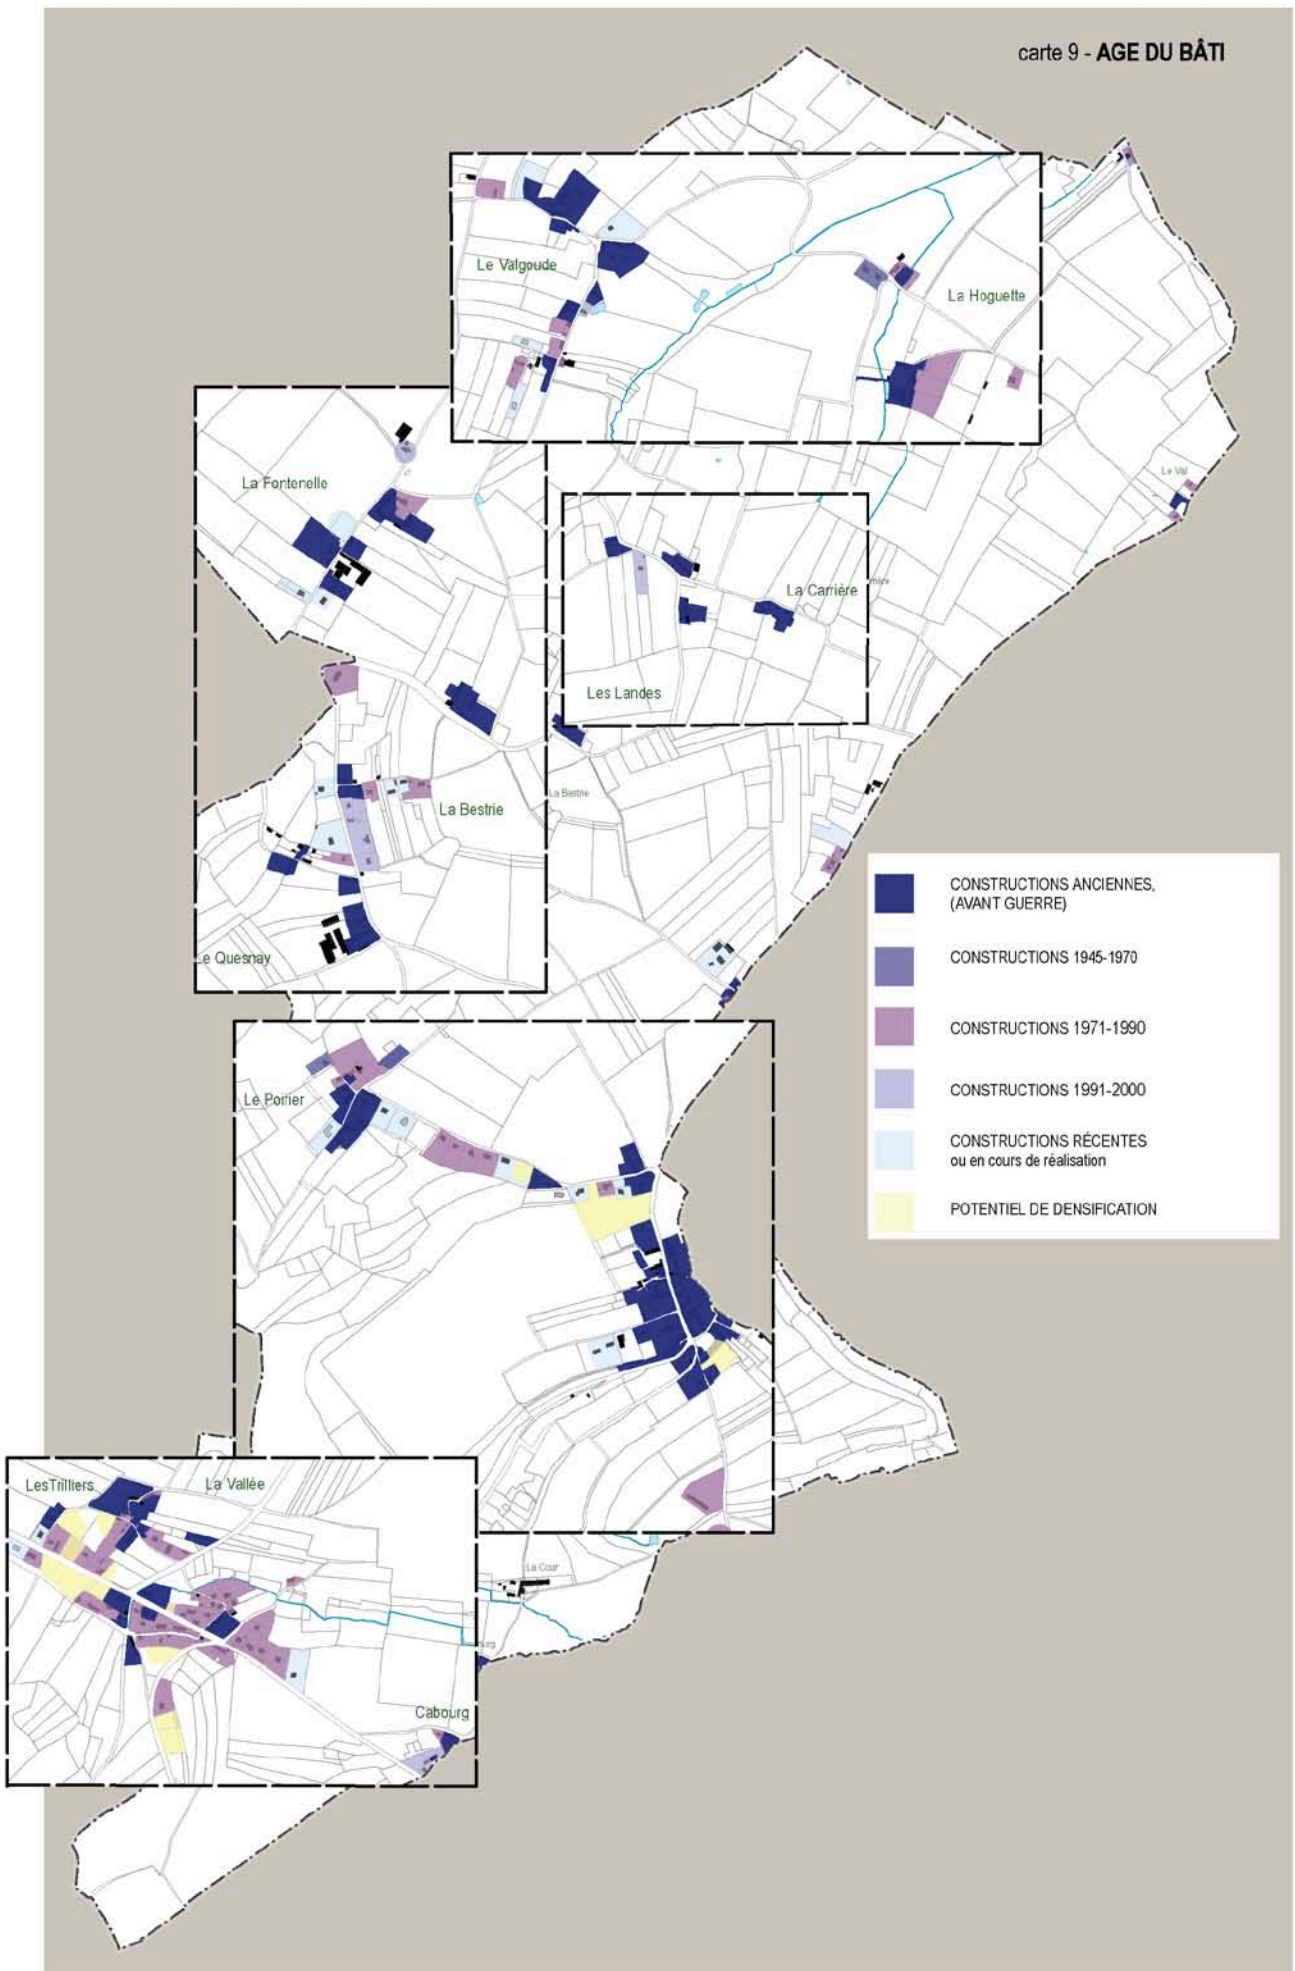 carte 9 - AGE DU BÂTI
Le Valgoude
La Hoguette
La Fontenelle
Le Val
La Carrière
Les Landes
La Bestrie
La Bestrie
Le Quesnay
CONSTRUCTIONS ANCIENNES,
(AVANT GUERRE)
CONSTRUCTIONS 1945-1970
CONSTRUCTIONS 1971-1990
CONSTRUCTIONS 1991-2000
CONSTRUCTIONS RÉCENTES
ou en cours de réalisation
POTENTIEL DE DENSIFICATION
Le Poirier
Les Trilliers
La Vallée
La Cour
Cabourg